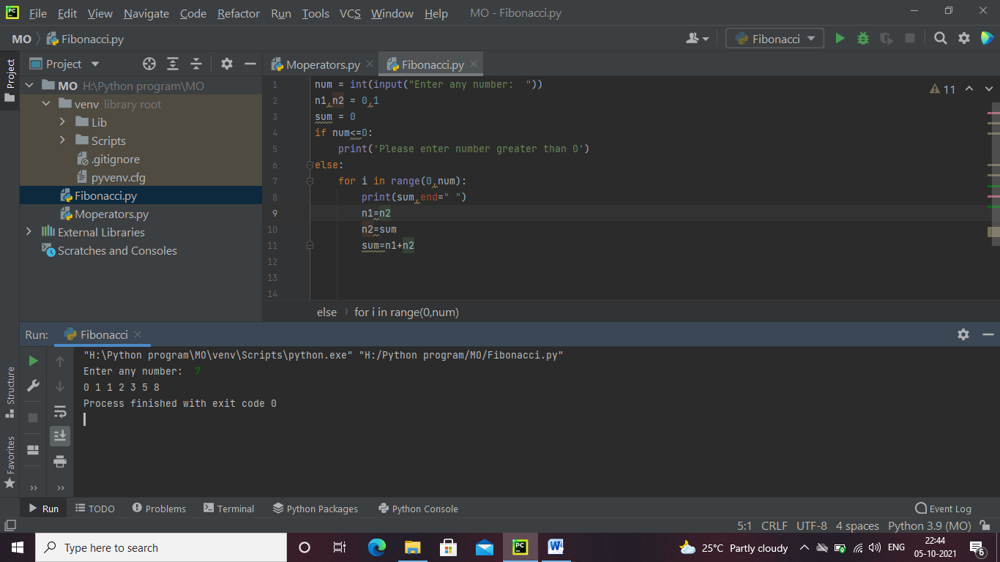 PC File Edit View Navigate Code Refactor Run Tools VCS Window Help MO - Fibonacci.py
MO Fibonacci.py Fibonacci
Project
Project
Moperators.py Fibonacci.py
MO H:\Python program\MO
venv library root
Lib
Scripts
.gitignore
pyvenv.cfg
Fibonacci.py
Moperators.py
External Libraries
Scratches and Consoles
11
1 num = int(input("Enter any number:  "))
2 n1,n2 = 0,1
3 sum = 0
4 if num<=0:
5     print('Please enter number greater than 0')
6 else:
7     for i in range(0,num):
8         print(sum,end=" ")
9         n1=n2
10         n2=sum
11         sum=n1+n2
12
13
14
else › for i in range(0,num)
Run: Fibonacci
"H:\Python program\MO\venv\Scripts\python.exe" "H:/Python program/MO/Fibonacci.py"
Enter any number:  7
0 1 1 2 3 5 8
Process finished with exit code 0
Structure
Favorites
Run TODO Problems Terminal Python Packages Python Console Event Log
5:1 CRLF UTF-8 4 spaces Python 3.9 (MO)
Type here to search PC W 25°C Partly cloudy ENG 22:44
05-10-2021 6